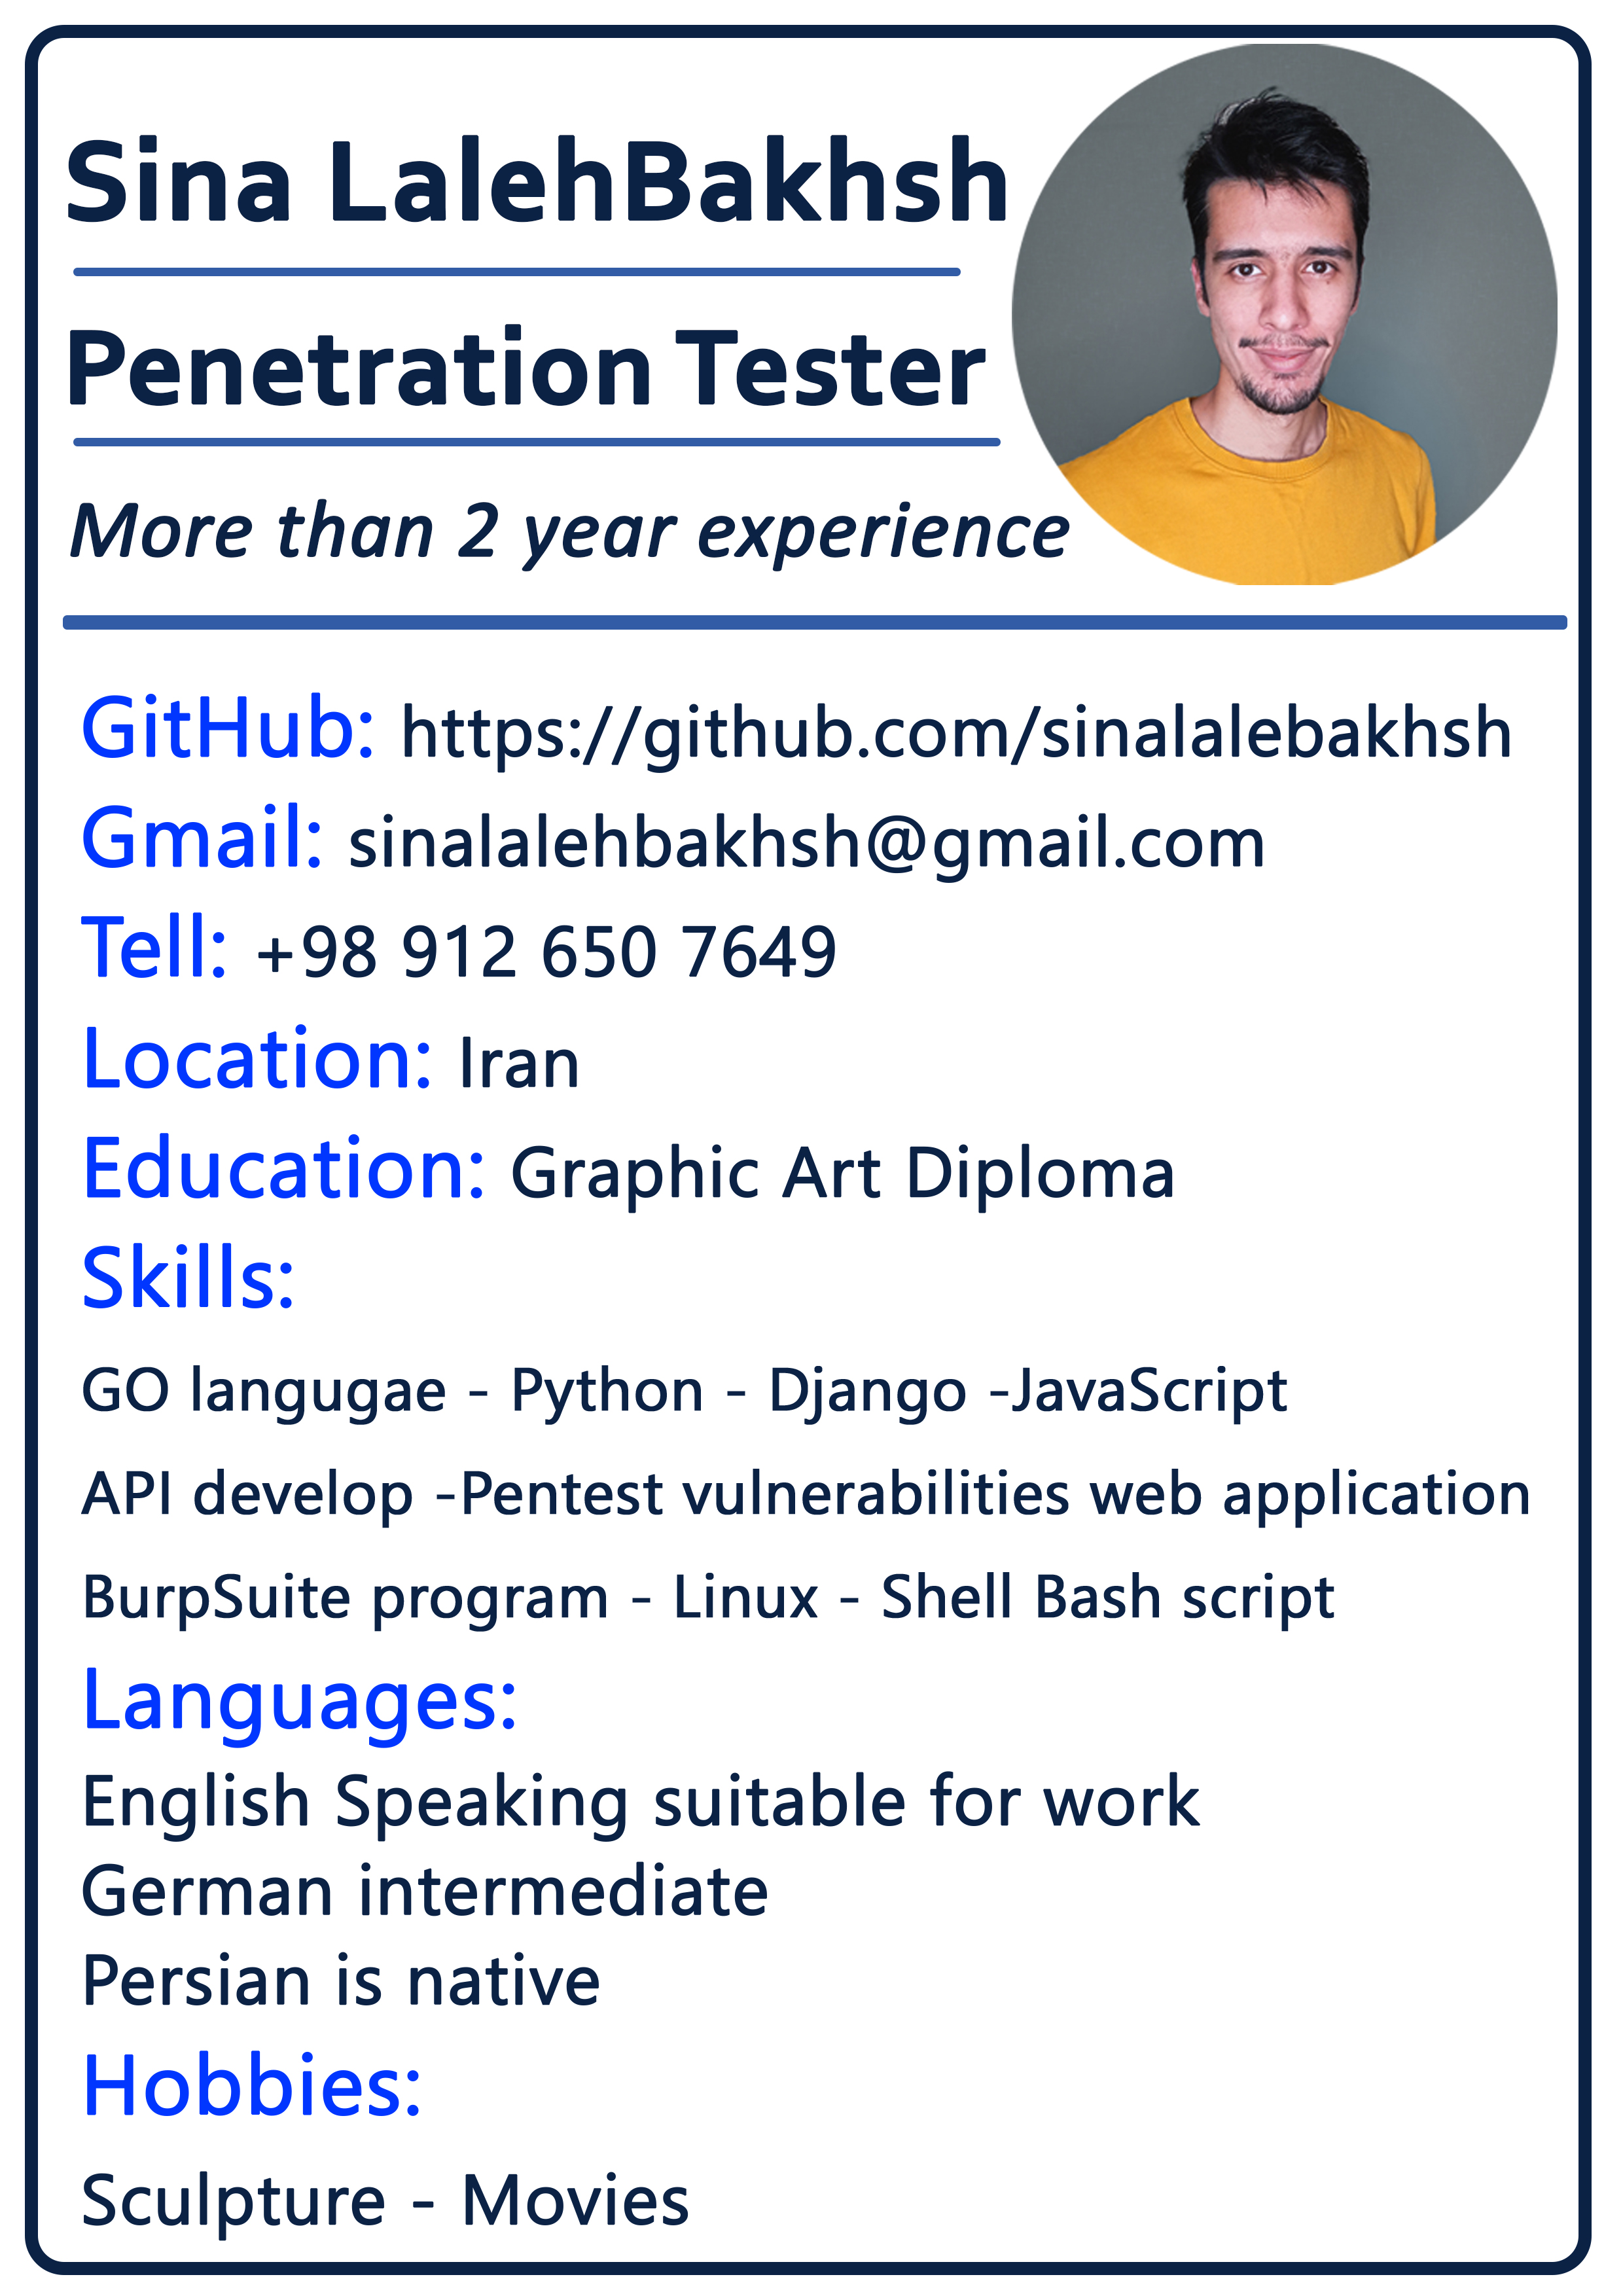 Sina LalehBakhsh
Penetration Tester
More than 2 year experience
GitHub: https://github.com/sinalalebakhsh
Gmail: sinalalehbakhsh@gmail.com
Tell: +98 912 650 7649
Location: Iran
Education: Graphic Art Diploma
Skills:
GO langugae - Python - Django -JavaScript
API develop -Pentest vulnerabilities web application
BurpSuite program - Linux - Shell Bash script
Languages:
English Speaking suitable for work
German intermediate
Persian is native
Hobbies:
Sculpture - Movies